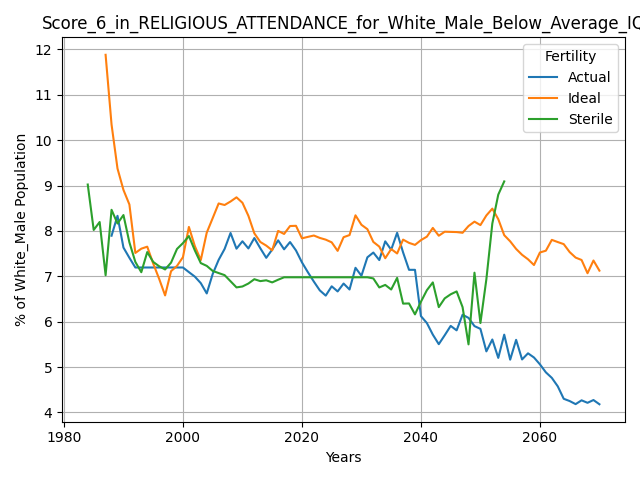 Score_6_in_RELIGIOUS_ATTENDANCE_for_White_Male_Below_Average_IQ
Fertility
Actual
Ideal
Sterile
% of White_Male Population
12
11
10
9
8
7
6
5
4
1980
2000
2020
2040
2060
Years